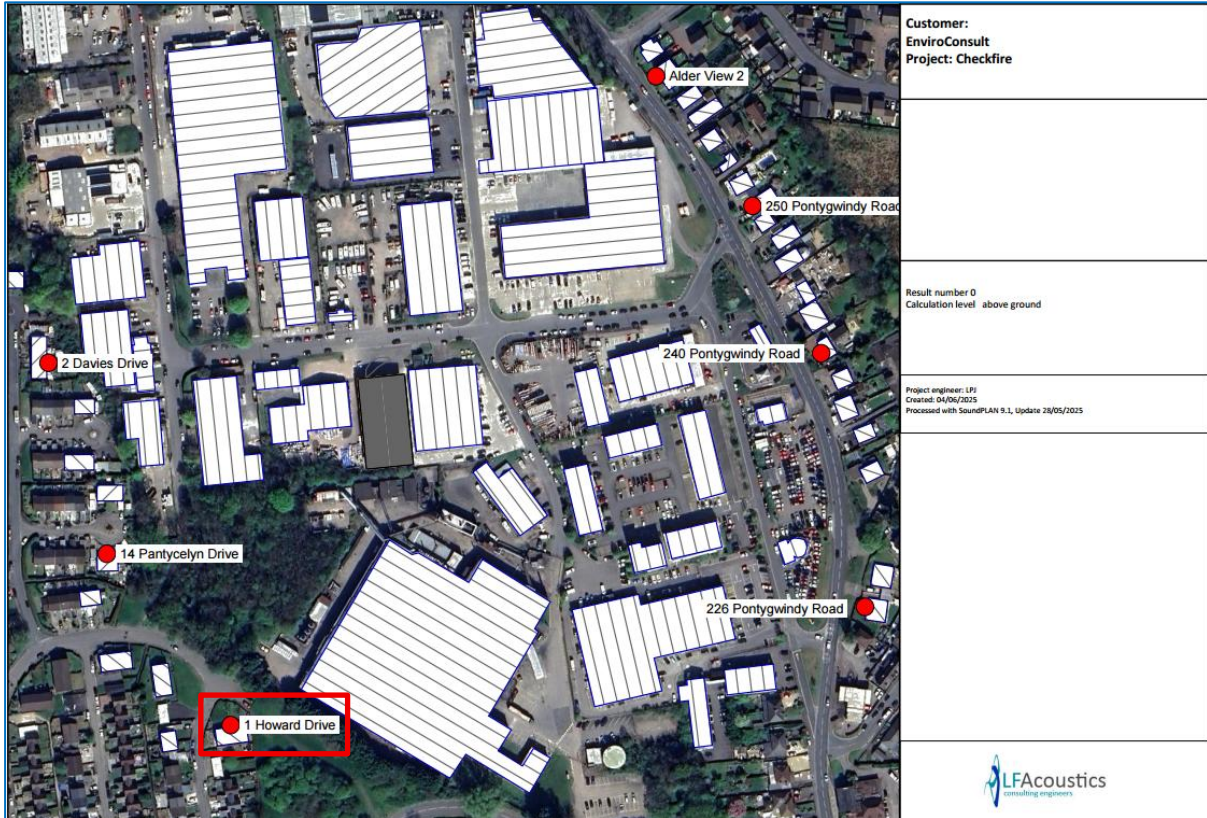 Customer:
EnviroConsult
Project: Checkfire
Result number 0
Calculation level above ground
Project engineer: LPJ
Created: 04/06/2025
Processed with SoundPLAN 9.1, Update 28/05/2025
LFAcoustics
consulting engineers
Alder View 2
250 Pontygwindy Road
240 Pontygwindy Road
2 Davies Drive
14 Pantycelyn Drive
226 Pontygwindy Road
1 Howard Drive